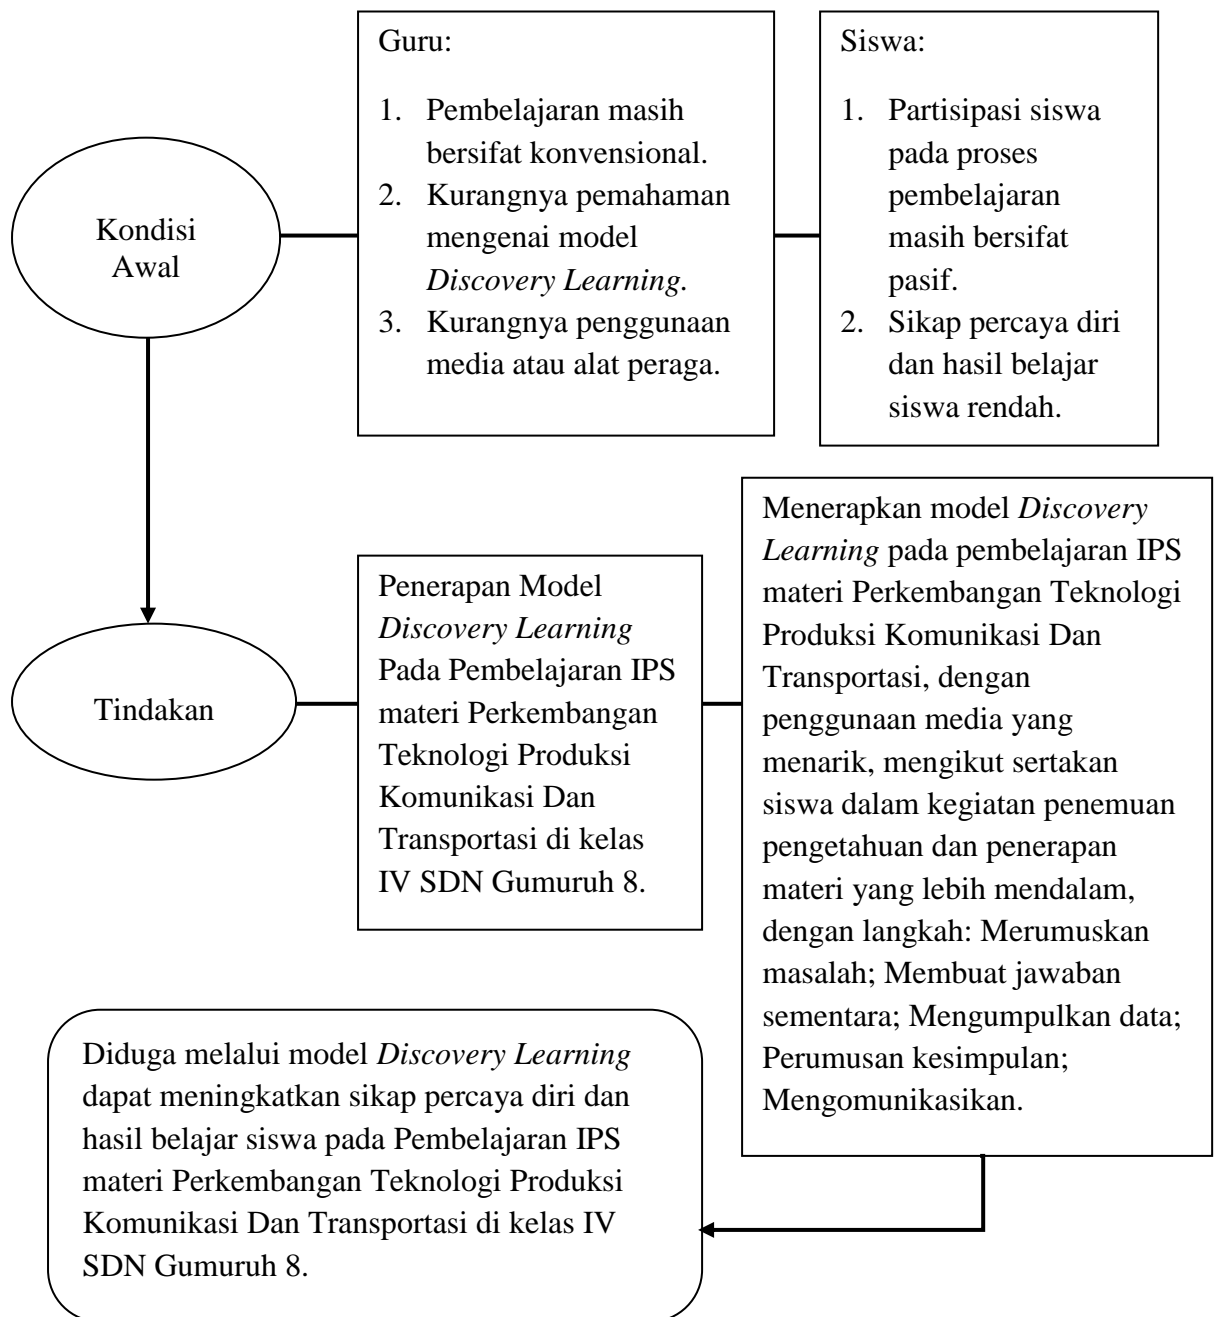 Kondisi
Awal
Guru:
1. Pembelajaran masih
bersifat konvensional.
2. Kurangnya pemahaman
mengenai model
Discovery Learning.
3. Kurangnya penggunaan
media atau alat peraga.
Siswa:
1. Partisipasi siswa
pada proses
pembelajaran
masih bersifat
pasif.
2. Sikap percaya diri
dan hasil belajar
siswa rendah.
Tindakan
Penerapan Model
Discovery Learning
Pada Pembelajaran IPS
materi Perkembangan
Teknologi Produksi
Komunikasi Dan
Transportasi di kelas
IV SDN Gumuruh 8.
Menerapkan model Discovery
Learning pada pembelajaran IPS
materi Perkembangan Teknologi
Produksi Komunikasi Dan
Transportasi, dengan
penggunaan media yang
menarik, mengikut sertakan
siswa dalam kegiatan penemuan
pengetahuan dan penerapan
materi yang lebih mendalam,
dengan langkah: Merumuskan
masalah; Membuat jawaban
sementara; Mengumpulkan data;
Perumusan kesimpulan;
Mengomunikasikan.
Diduga melalui model Discovery Learning
dapat meningkatkan sikap percaya diri dan
hasil belajar siswa pada Pembelajaran IPS
materi Perkembangan Teknologi Produksi
Komunikasi Dan Transportasi di kelas IV
SDN Gumuruh 8.